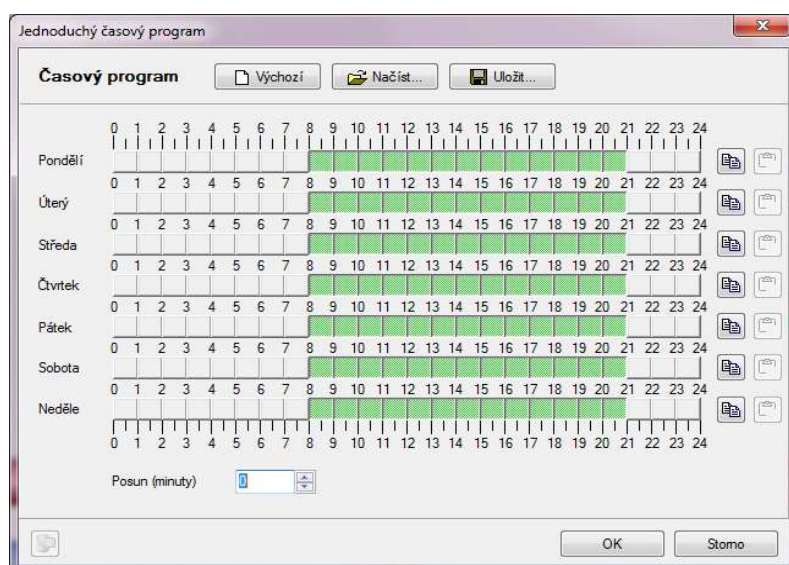 Jednoduchý časový program
Časový program Výchozí Načíst... Uložit...
0 1 2 3 4 5 6 7 8 9 10 11 12 13 14 15 16 17 18 19 20 21 22 23 24
Pondělí
0 1 2 3 4 5 6 7 8 9 10 11 12 13 14 15 16 17 18 19 20 21 22 23 24
Úterý
0 1 2 3 4 5 6 7 8 9 10 11 12 13 14 15 16 17 18 19 20 21 22 23 24
Středa
0 1 2 3 4 5 6 7 8 9 10 11 12 13 14 15 16 17 18 19 20 21 22 23 24
Čtvrtek
0 1 2 3 4 5 6 7 8 9 10 11 12 13 14 15 16 17 18 19 20 21 22 23 24
Pátek
0 1 2 3 4 5 6 7 8 9 10 11 12 13 14 15 16 17 18 19 20 21 22 23 24
Sobota
0 1 2 3 4 5 6 7 8 9 10 11 12 13 14 15 16 17 18 19 20 21 22 23 24
Neděle
0 1 2 3 4 5 6 7 8 9 10 11 12 13 14 15 16 17 18 19 20 21 22 23 24
Posun (minuty) 0
OK Storno